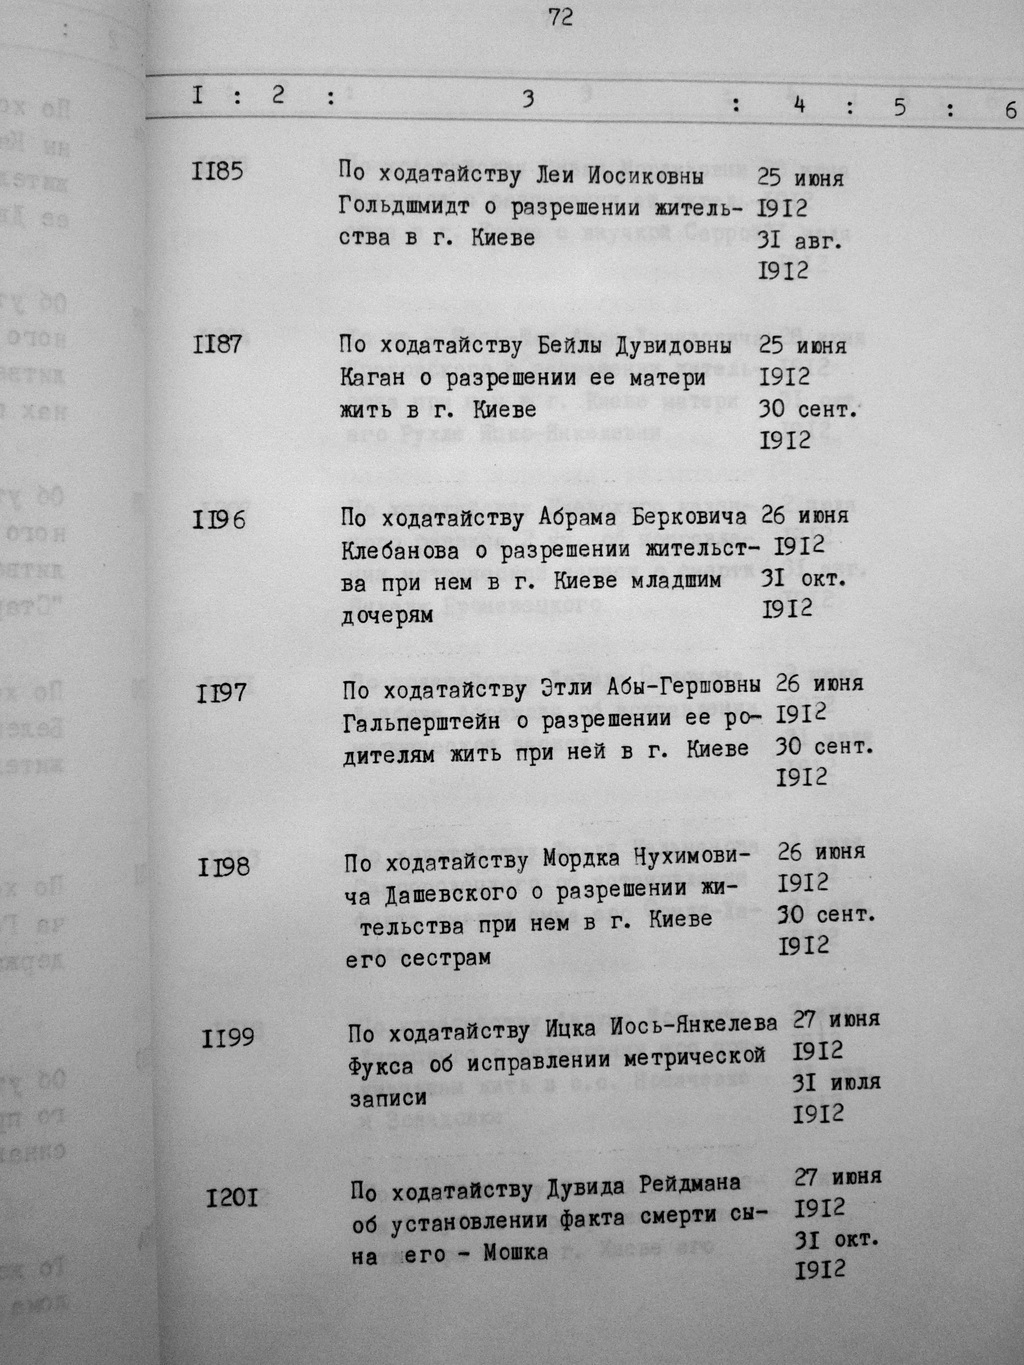 72
I : 2 : 3 : 4 : 5 : 6
II85 По ходатайству Леи Иосиковны 25 июня
Гольдшмидт о разрешении житель- I9I2
ства в г. Киеве 3I авг.
I9I2
II87 По ходатайству Бейлы Дувидовны 25 июня
Каган о разрешении ее матери I9I2
жить в г. Киеве 30 сент.
I9I2
II96 По ходатайству Абрама Берковича 26 июня
Клебанова о разрешении жительст- I9I2
ва при нем в г. Киеве младшим 3I окт.
дочерям I9I2
II97 По ходатайству Этли Абы-Гершовны 26 июня
Гальперштейн о разрешении ее ро- I9I2
дителям жить при ней в г. Киеве 30 сент.
I9I2
II98 По ходатайству Мордка Нухимови- 26 июня
ча Дашевского о разрешении жи- I9I2
тельства при нем в г. Киеве 30 сент.
его сестрам I9I2
II99 По ходатайству Ицка Иось-Янкелева 27 июня
Фукса об исправлении метрической I9I2
записи 3I июля
I9I2
I20I По ходатайству Дувида Рейдмана 27 июня
об установлении факта смерти сы- I9I2
на его - Мошка 3I окт.
I9I2